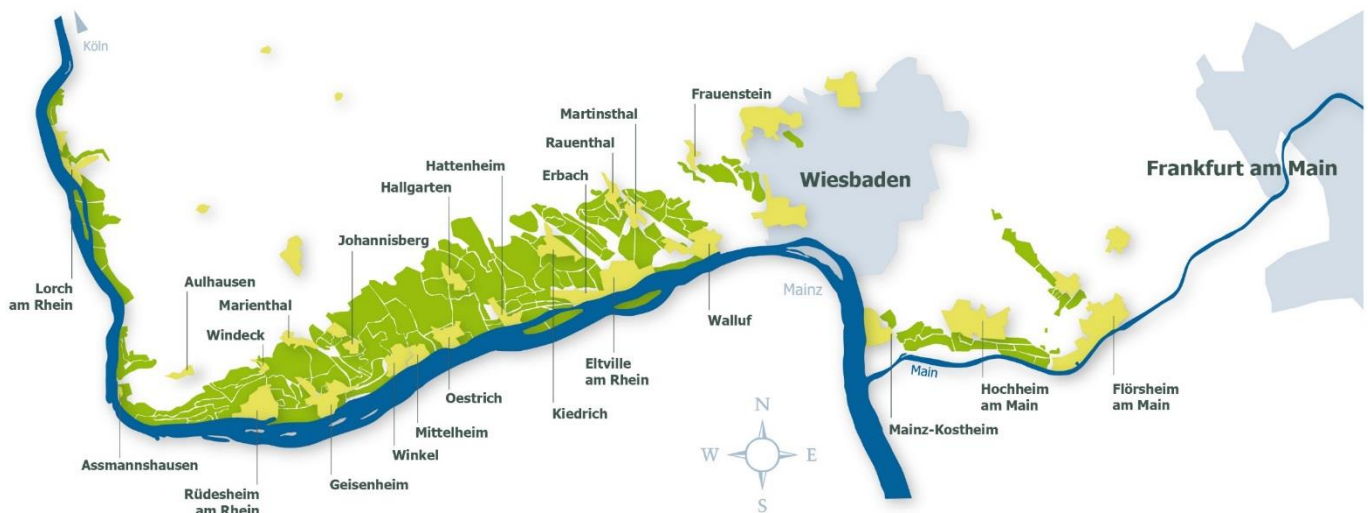 Köln
Frauenstein
Martinsthal
Rauenthal
Hattenheim
Erbach
Hallgarten
Wiesbaden
Frankfurt am Main
Johannisberg
Aulhausen
Lorch
am Rhein
Marienthal
Mainz
Windeck
Walluf
Eltville
am Rhein
Main
Hochheim
am Main
Flörsheim
am Main
Oestrich
Kiedrich
N
Mittelheim
Mainz-Kostheim
Winkel
W
E
Assmannshausen
Geisenheim
Rüdesheim
am Rhein
S